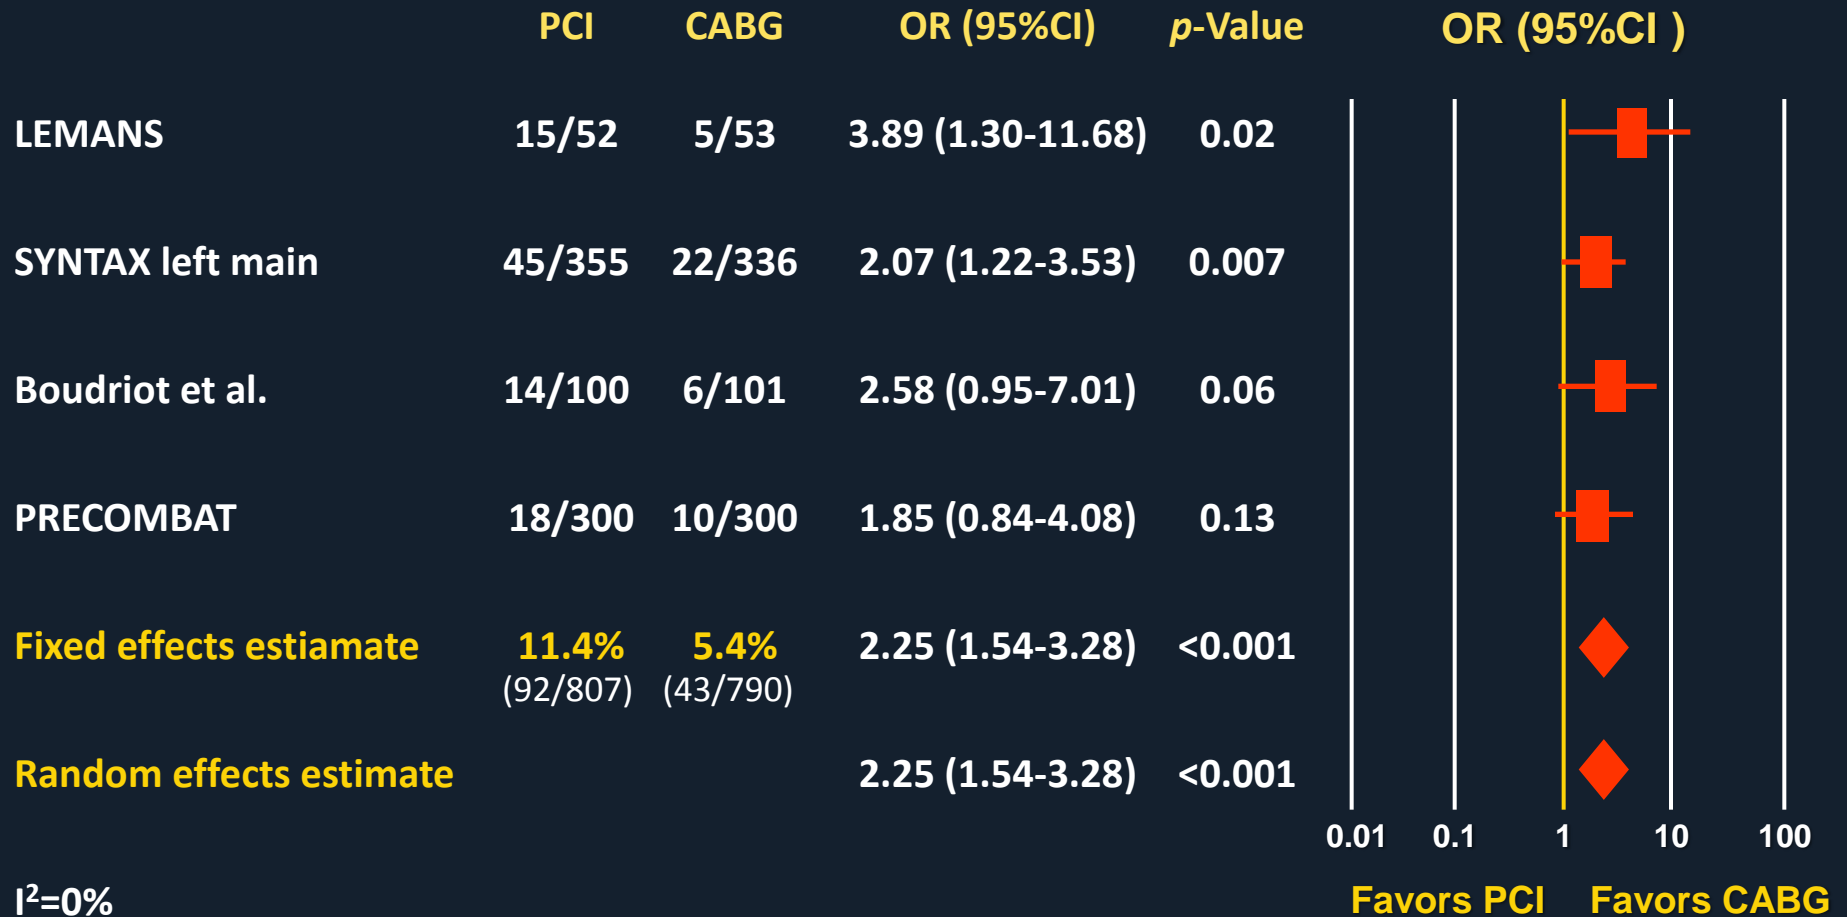 PCI CABG OR (95%CI) p-Value OR (95%CI )
LEMANS 15/52 5/53 3.89 (1.30-11.68) 0.02
SYNTAX left main 45/355 22/336 2.07 (1.22-3.53) 0.007
Boudriot et al. 14/100 6/101 2.58 (0.95-7.01) 0.06
PRECOMBAT 18/300 10/300 1.85 (0.84-4.08) 0.13
Fixed effects estiamate 11.4% 5.4% 2.25 (1.54-3.28) <0.001
(92/807) (43/790)
Random effects estimate 2.25 (1.54-3.28) <0.001
0.01 0.1 1 10 100
I²=0% Favors PCI Favors CABG